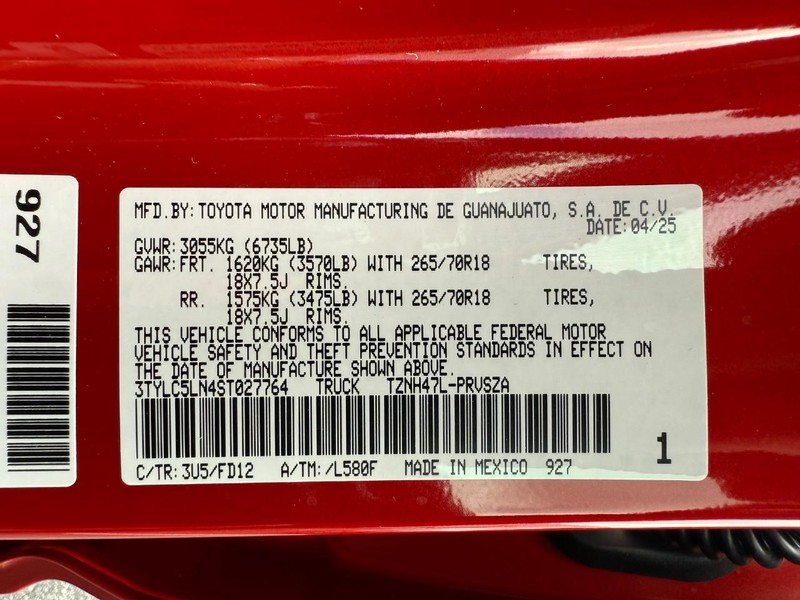 927
MFD.BY:TOYOTA MOTOR MANUFACTURING DE GUANAJUATO, S.A. DE C.V.
DATE:04/25
GVWR:3055KG (6735LB)
GAWR:FRT. 1620KG (3570LB) WITH 265/70R18 TIRES,
18X7.5J RIMS.
RR. 1575KG (3475LB) WITH 265/70R18 TIRES,
18X7.5J RIMS.
THIS VEHICLE CONFORMS TO ALL APPLICABLE FEDERAL MOTOR
VEHICLE SAFETY AND THEFT PREVENTION STANDARDS IN EFFECT ON
THE DATE OF MANUFACTURE SHOWN ABOVE.
3TYLC5LN4ST027764 TRUCK TZNH47L-PRVSZA
1
C/TR:3U5/FD12 A/TM:/L580F MADE IN MEXICO 927